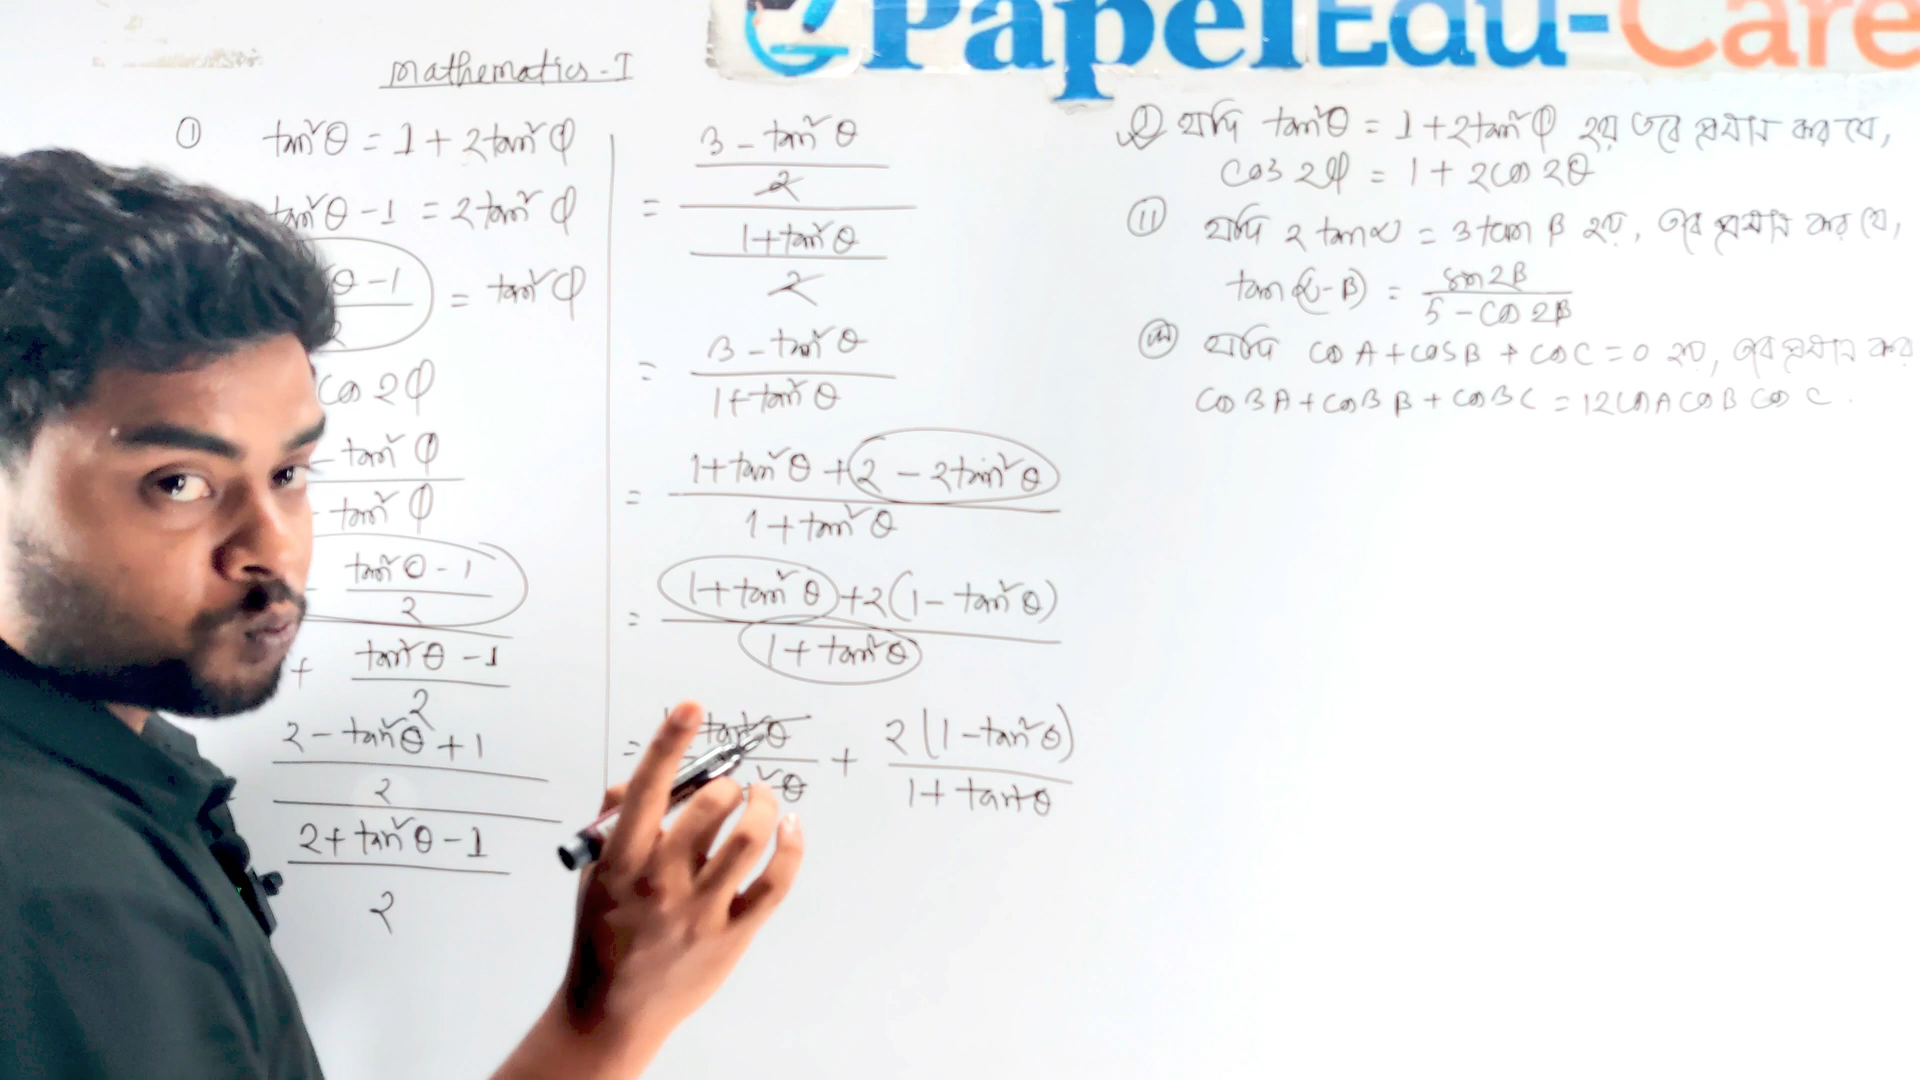 PapelEdu-Care
Mathematics-I
① tan²θ = 1 + 2tan²φ
tan²θ - 1 = 2tan²φ
θ - 1 = tan²φ
cos 2φ
- tan²φ
tan²φ
tan²θ - 1
2
+ tan²θ - 1
2
2 - tan²θ + 1
2
2 + tan²θ - 1
2
3 - tan²θ
2
=
1 + tan²θ
2
= 3 - tan²θ
1 + tan²θ
= 1 + tan²θ + 2 - 2tan²θ
1 + tan²θ
= 1 + tan²θ + 2(1 - tan²θ)
1 + tan²θ
= tan²θ + 2(1 - tan²θ)
²θ 1 + tan²θ
① যদি tan²θ = 1 + 2tan²φ হয় তবে প্রমাণ কর যে,
cos 2φ = 1 + 2cos 2θ
⑪ যদি 2 tanα = 3 tan β হয়, তবে প্রমাণ কর যে,
tan(α - β) = sin 2β
5 - cos 2β
যদি cos A + cos B + cos C = 0 হয়, তবে প্রমাণ কর
cos 3A + cos 3B + cos 3C = 12 cos A cos B cos C.